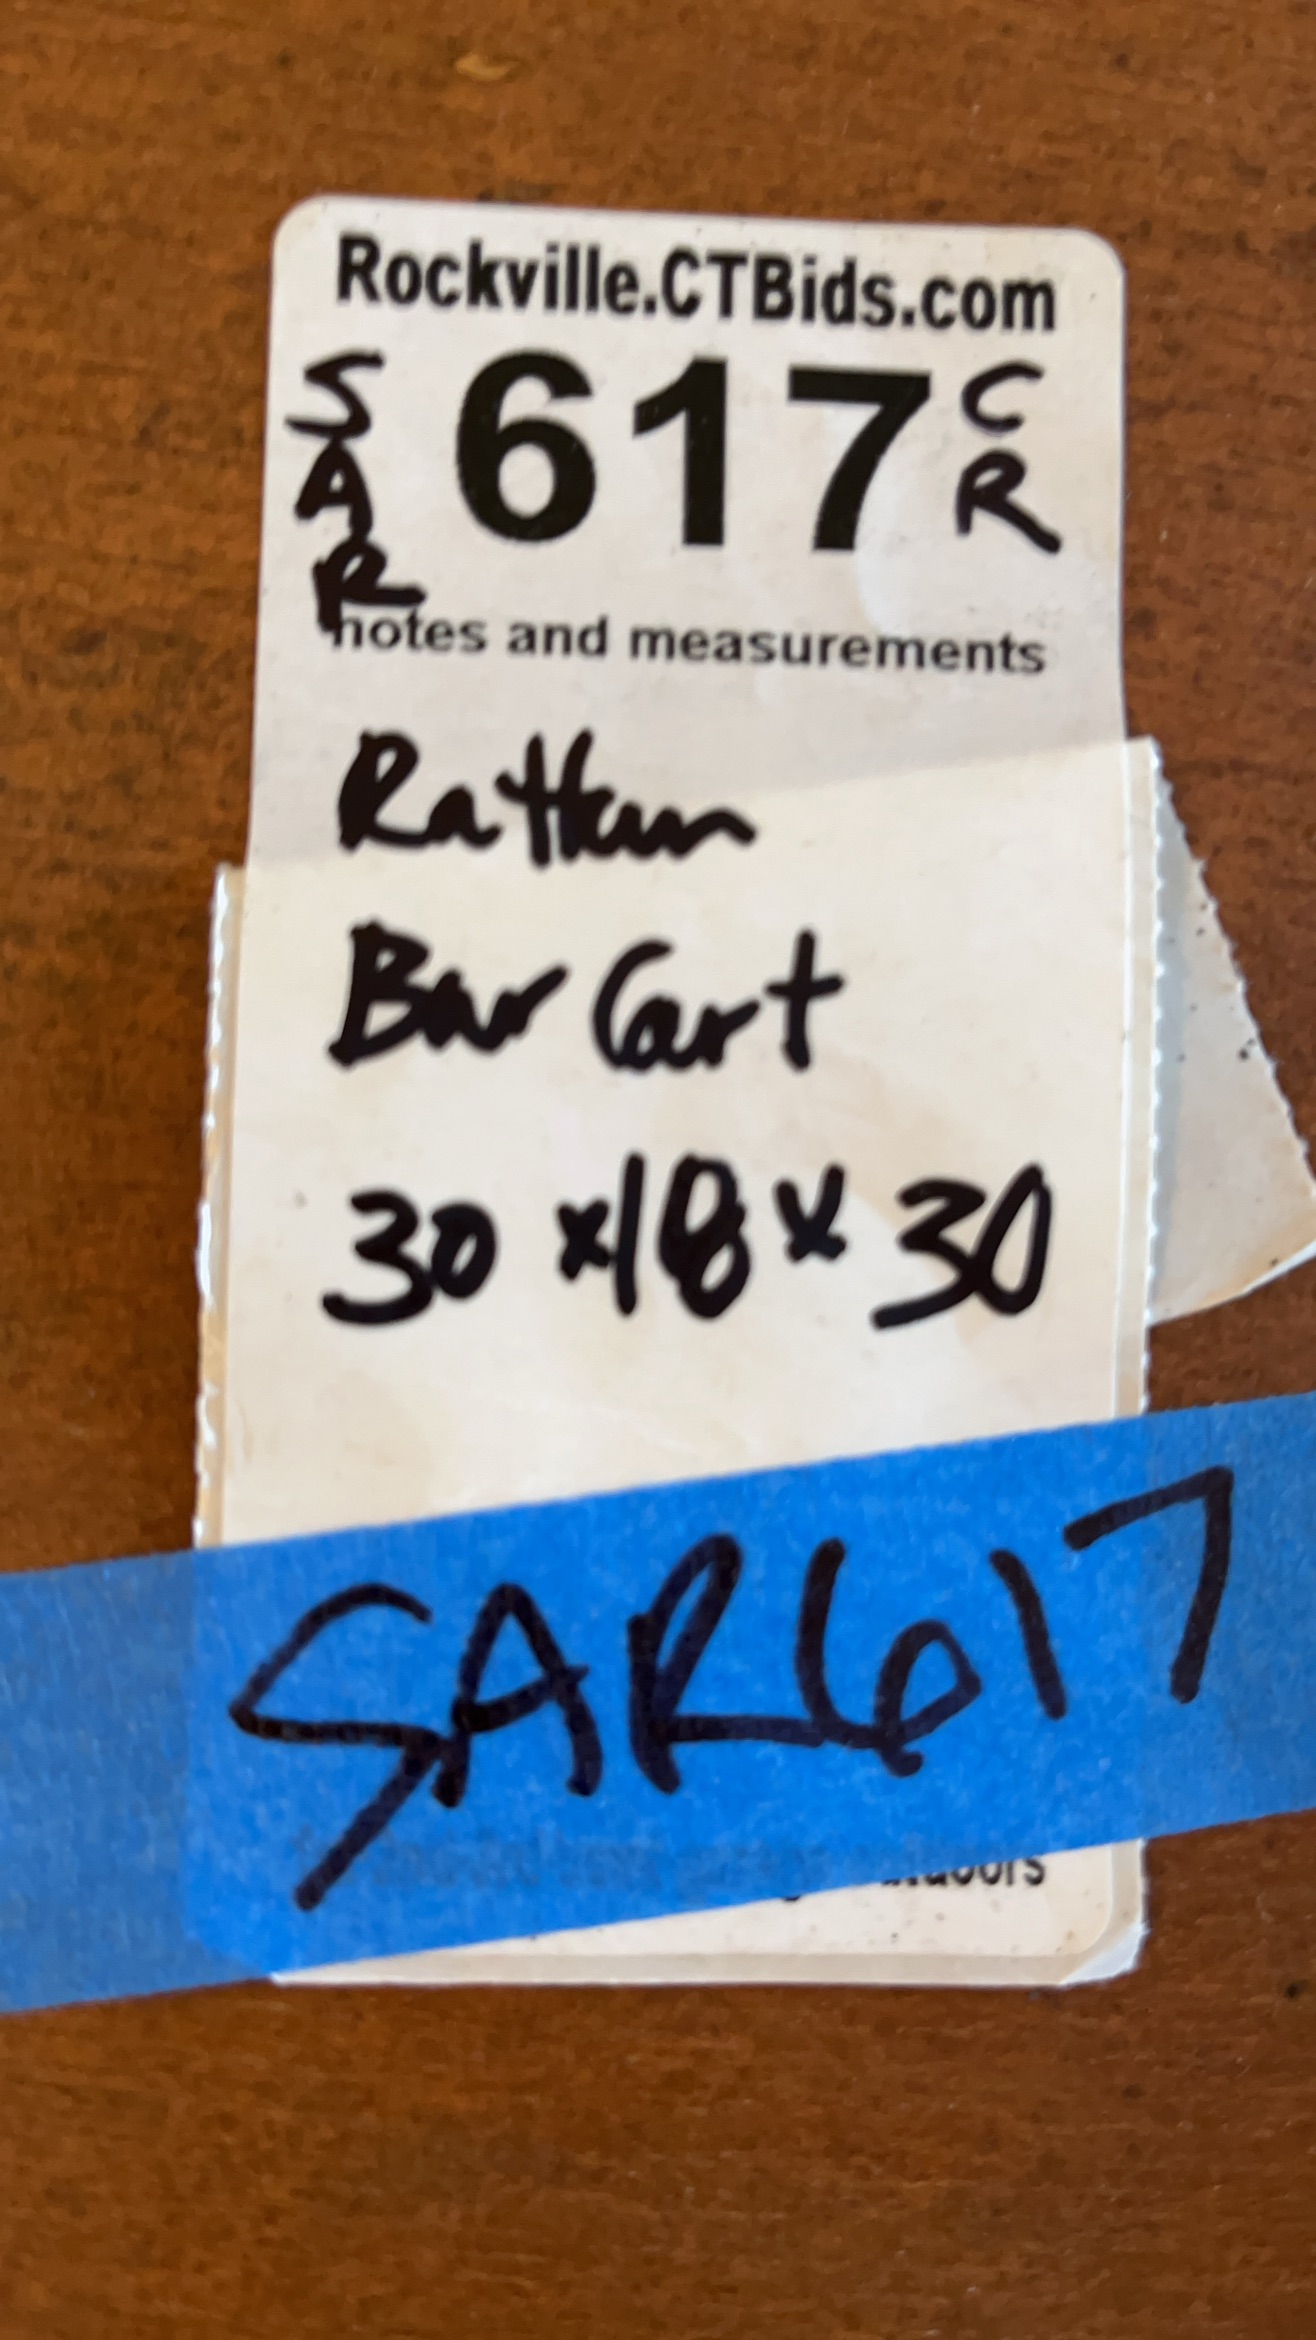 Rockville.CTBids.com
SAR 617 CR
notes and measurements
Rattan
Bar Cart
30 x 18 x 30
SAR617